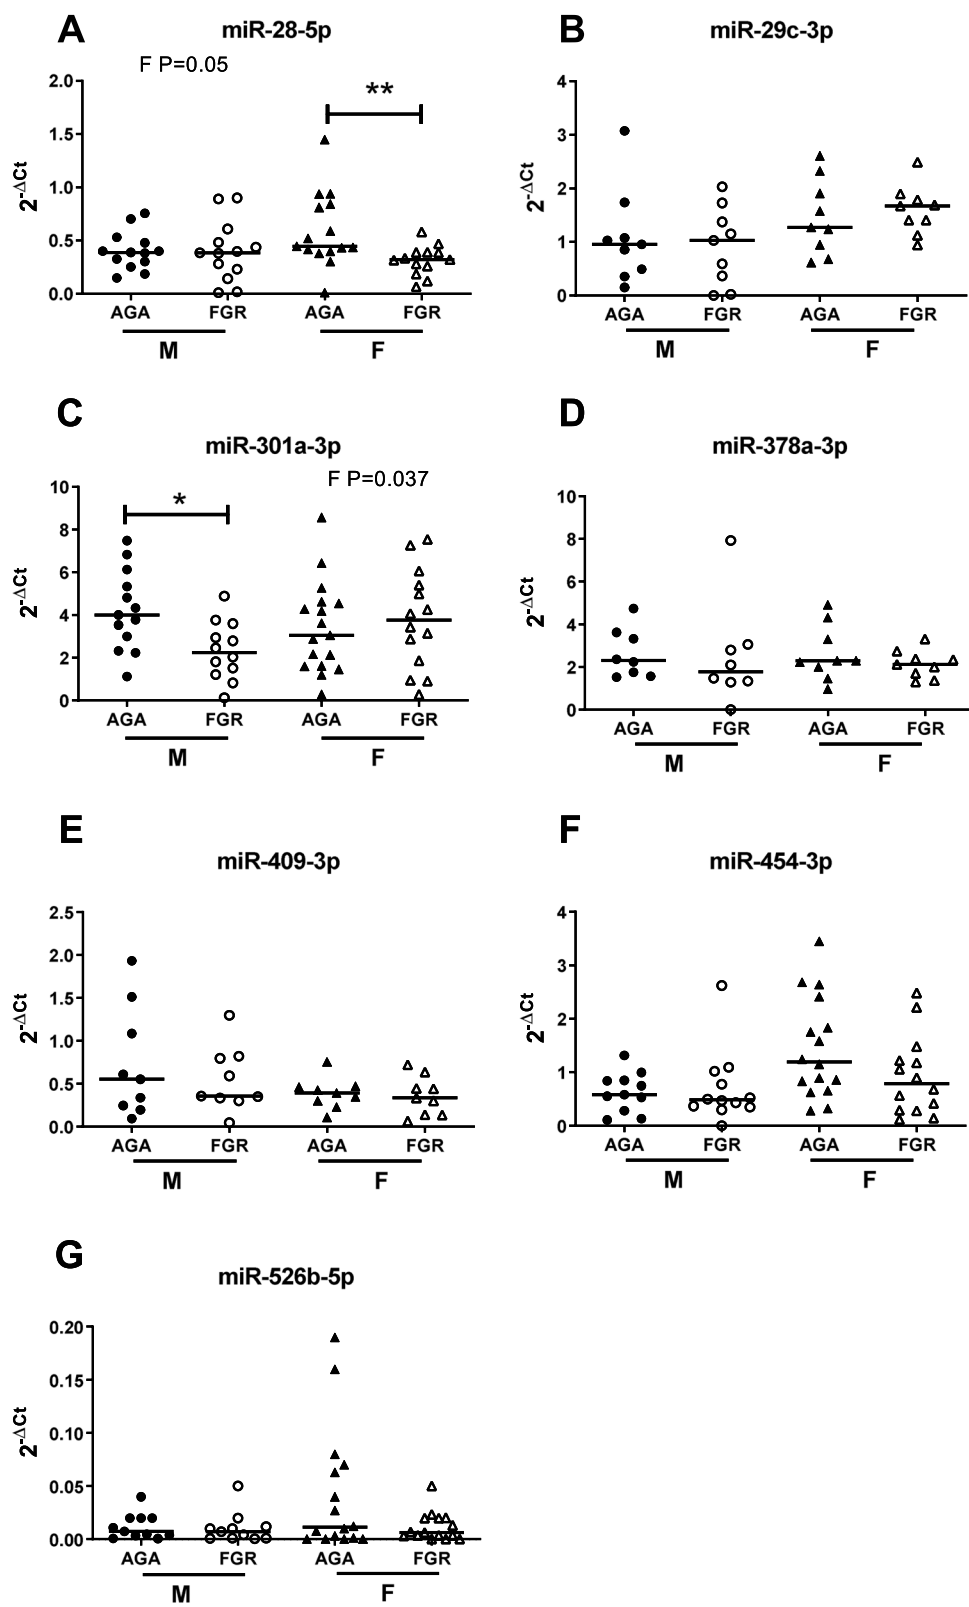 A
miR-28-5p
F P=0.05
**
2.0
1.5
1.0
0.5
0.0
2^-ΔCt
AGA FGR AGA FGR
M F
B
miR-29c-3p
4
3
2
1
0
2^-ΔCt
AGA FGR AGA FGR
M F
C
miR-301a-3p
F P=0.037
*
10
8
6
4
2
0
2^-ΔCt
AGA FGR AGA FGR
M F
D
miR-378a-3p
10
8
6
4
2
0
2^-ΔCt
AGA FGR AGA FGR
M F
E
miR-409-3p
2.5
2.0
1.5
1.0
0.5
0.0
2^-ΔCt
AGA FGR AGA FGR
M F
F
miR-454-3p
4
3
2
1
0
2^-ΔCt
AGA FGR AGA FGR
M F
G
miR-526b-5p
0.20
0.15
0.10
0.05
0.00
2^-ΔCt
AGA FGR AGA FGR
M F